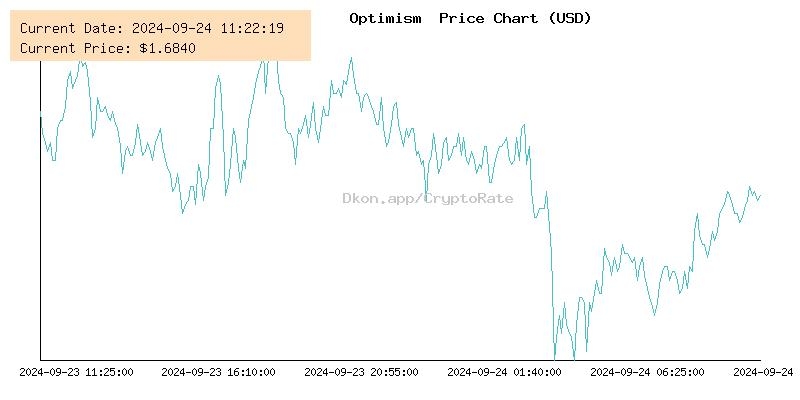 Optimism  Price Chart (USD)
Current Date: 2024-09-24 11:22:19
Current Price: $1.6840
Dkon.app/CryptoRate
2024-09-23 11:25:00 2024-09-23 16:10:00 2024-09-23 20:55:00 2024-09-24 01:40:00 2024-09-24 06:25:00 2024-09-24